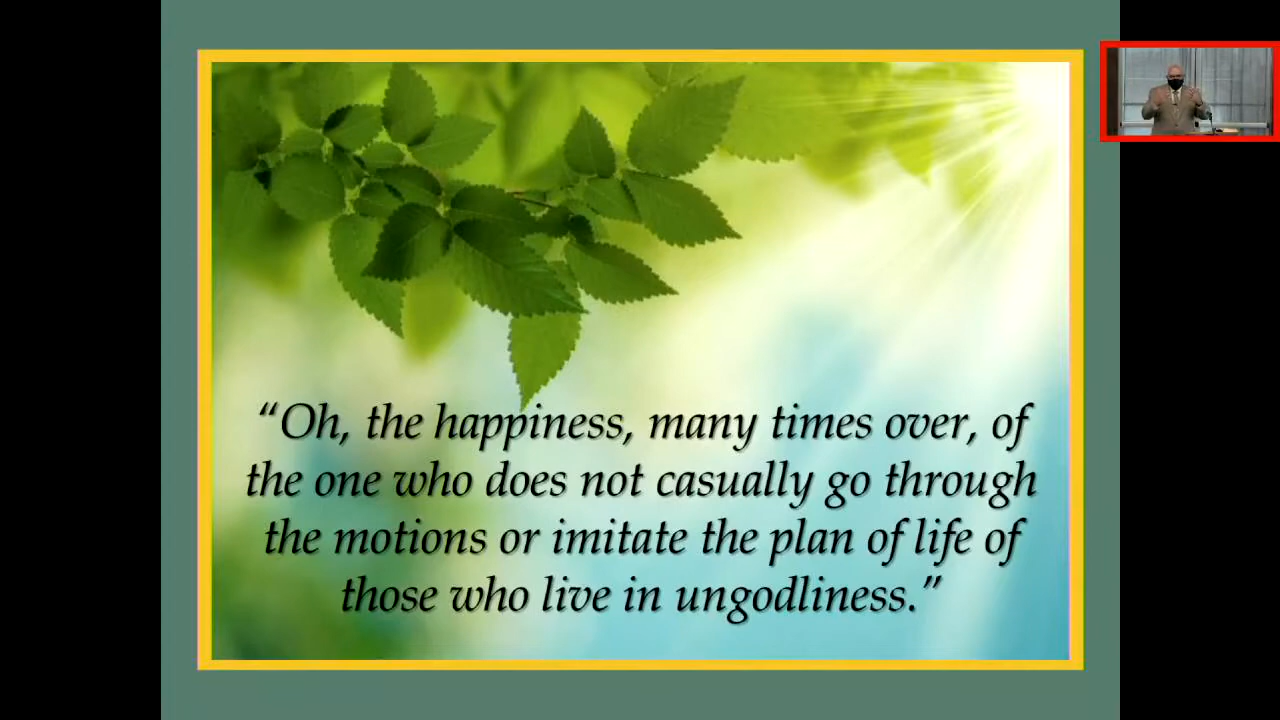 “Oh, the happiness, many times over, of
the one who does not casually go through
the motions or imitate the plan of life of
those who live in ungodliness.”